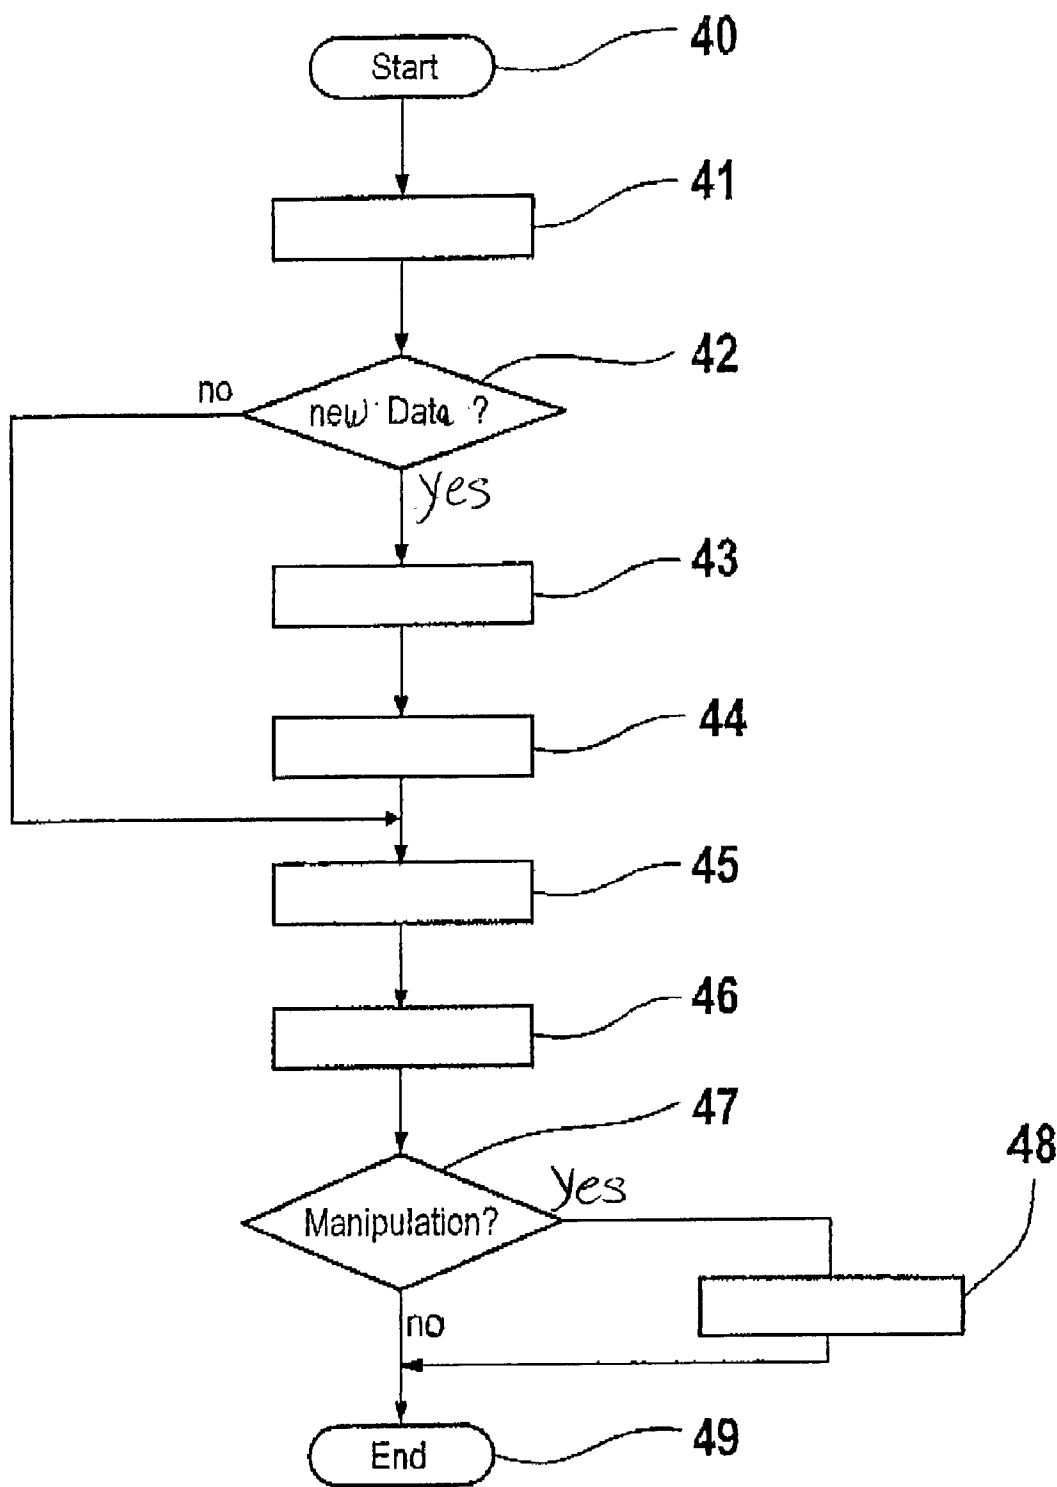 40
Start
41
42
no
new Data ?
yes
43
44
45
46
47
48
yes
Manipulation?
no
49
End